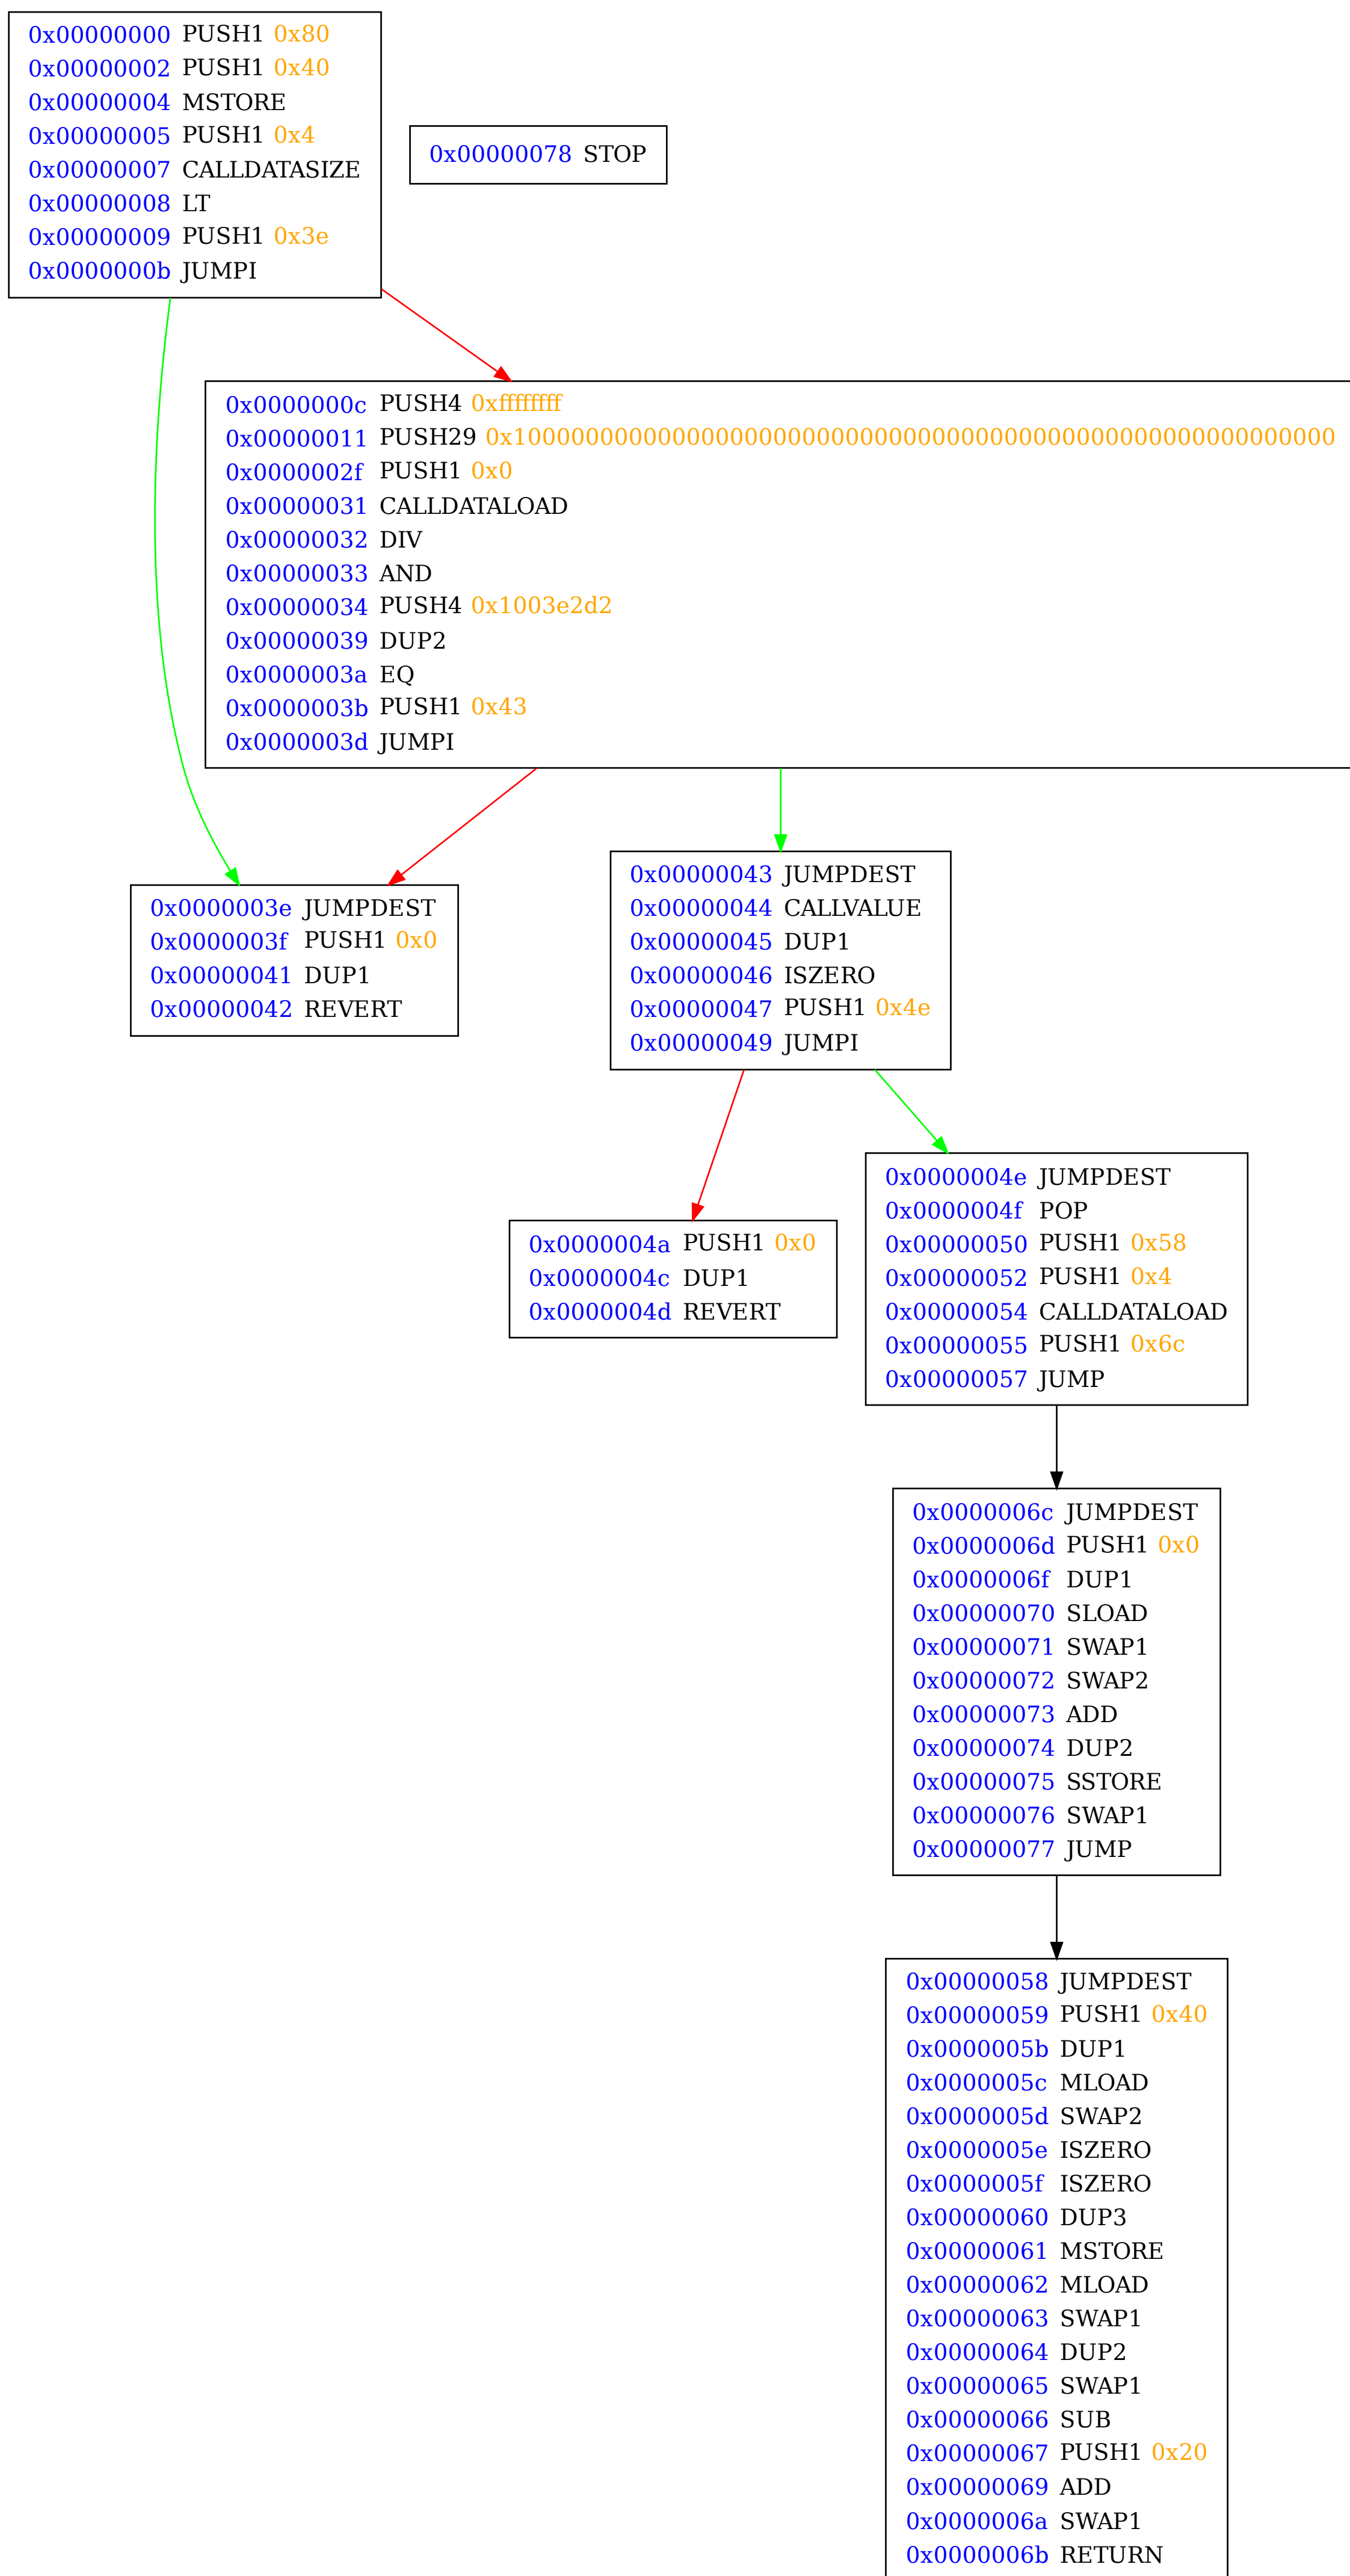 0x00000000 PUSH1 0x80
0x00000002 PUSH1 0x40
0x00000004 MSTORE
0x00000005 PUSH1 0x4
0x00000007 CALLDATASIZE
0x00000008 LT
0x00000009 PUSH1 0x3e
0x0000000b JUMPI
0x00000078 STOP
0x0000000c PUSH4 0xffffffff
0x00000011 PUSH29 0x100000000000000000000000000000000000000000000000000000000
0x0000002f PUSH1 0x0
0x00000031 CALLDATALOAD
0x00000032 DIV
0x00000033 AND
0x00000034 PUSH4 0x1003e2d2
0x00000039 DUP2
0x0000003a EQ
0x0000003b PUSH1 0x43
0x0000003d JUMPI
0x0000003e JUMPDEST
0x0000003f PUSH1 0x0
0x00000041 DUP1
0x00000042 REVERT
0x00000043 JUMPDEST
0x00000044 CALLVALUE
0x00000045 DUP1
0x00000046 ISZERO
0x00000047 PUSH1 0x4e
0x00000049 JUMPI
0x0000004a PUSH1 0x0
0x0000004c DUP1
0x0000004d REVERT
0x0000004e JUMPDEST
0x0000004f POP
0x00000050 PUSH1 0x58
0x00000052 PUSH1 0x4
0x00000054 CALLDATALOAD
0x00000055 PUSH1 0x6c
0x00000057 JUMP
0x0000006c JUMPDEST
0x0000006d PUSH1 0x0
0x0000006f DUP1
0x00000070 SLOAD
0x00000071 SWAP1
0x00000072 SWAP2
0x00000073 ADD
0x00000074 DUP2
0x00000075 SSTORE
0x00000076 SWAP1
0x00000077 JUMP
0x00000058 JUMPDEST
0x00000059 PUSH1 0x40
0x0000005b DUP1
0x0000005c MLOAD
0x0000005d SWAP2
0x0000005e ISZERO
0x0000005f ISZERO
0x00000060 DUP3
0x00000061 MSTORE
0x00000062 MLOAD
0x00000063 SWAP1
0x00000064 DUP2
0x00000065 SWAP1
0x00000066 SUB
0x00000067 PUSH1 0x20
0x00000069 ADD
0x0000006a SWAP1
0x0000006b RETURN